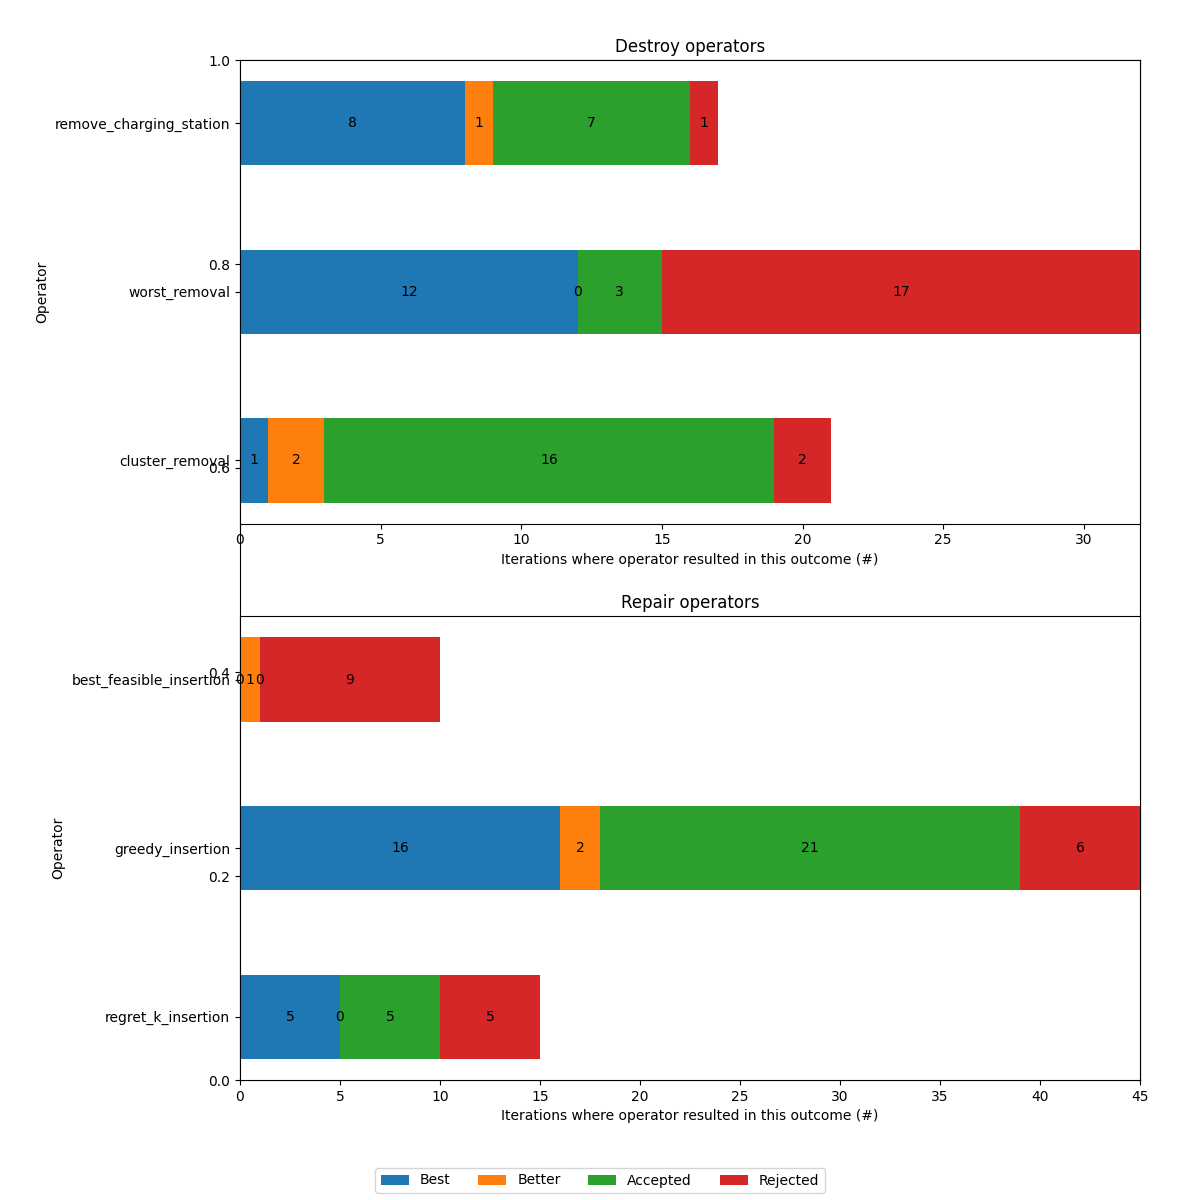 Destroy operators
1.0
remove_charging_station
8 1 7 1
0.8
Operator
worst_removal
12 0 3 17
cluster_removal
1 2 16 2
0.6
0 5 10 15 20 25 30
Iterations where operator resulted in this outcome (#)
Repair operators
0.4
best_feasible_insertion
0 1 0 9
Operator
greedy_insertion
16 2 21 6
0.2
regret_k_insertion
5 0 5 5
0.0
0 5 10 15 20 25 30 35 40 45
Iterations where operator resulted in this outcome (#)
Best Better Accepted Rejected